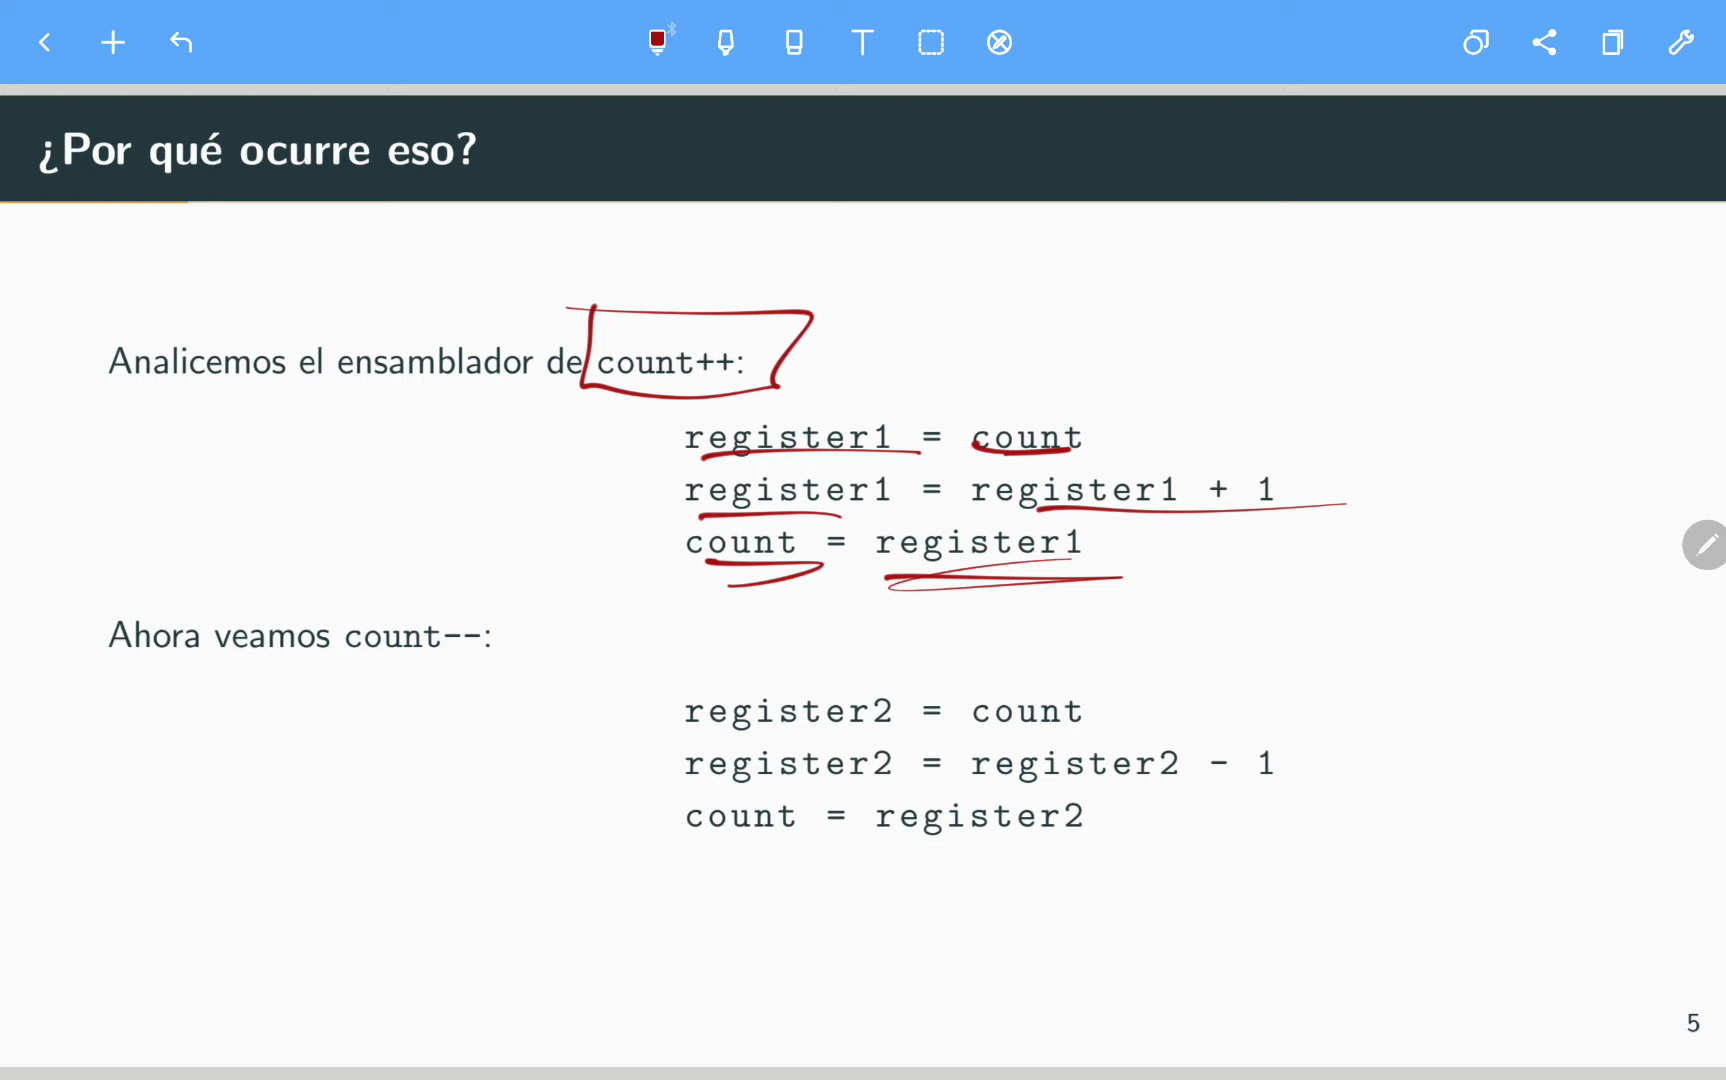 ¿Por qué ocurre eso?
Analicemos el ensamblador de count++:
register1 = count
register1 = register1 + 1
count = register1
Ahora veamos count--:
register2 = count
register2 = register2 - 1
count = register2
5